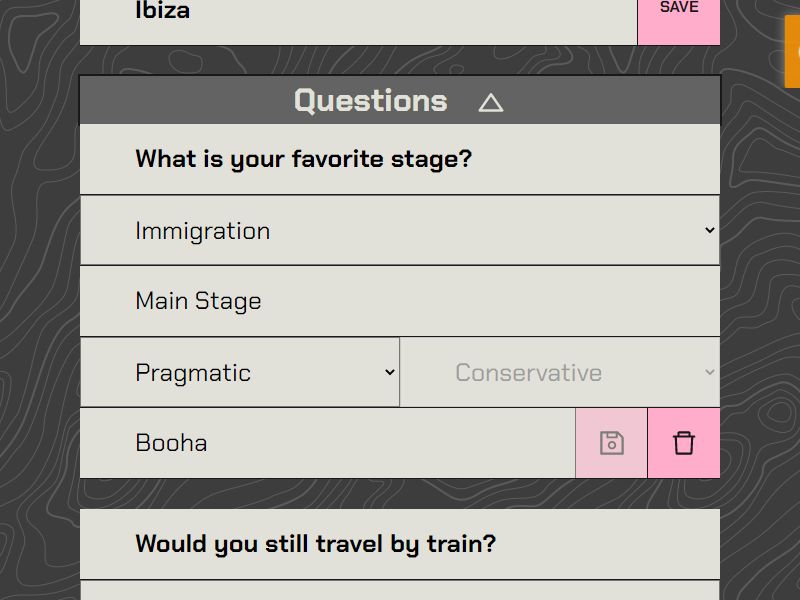 Ibiza
SAVE
Questions
What is your favorite stage?
Immigration
Main Stage
Pragmatic
Conservative
Booha
Would you still travel by train?